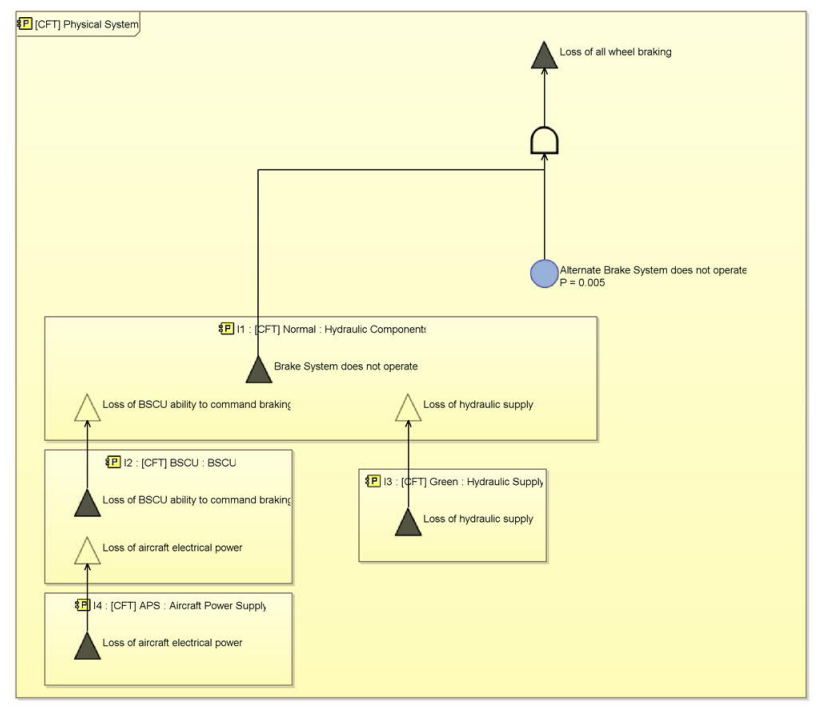 P [CFT] Physical System
Loss of all wheel braking
Alternate Brake System does not operate
P = 0.005
P I1 : [CFT] Normal : Hydraulic Components
Brake System does not operate
Loss of BSCU ability to command braking
Loss of hydraulic supply
P I2 : [CFT] BSCU : BSCU
P I3 : [CFT] Green : Hydraulic Supply
Loss of BSCU ability to command braking
Loss of hydraulic supply
Loss of aircraft electrical power
P I4 : [CFT] APS : Aircraft Power Supply
Loss of aircraft electrical power